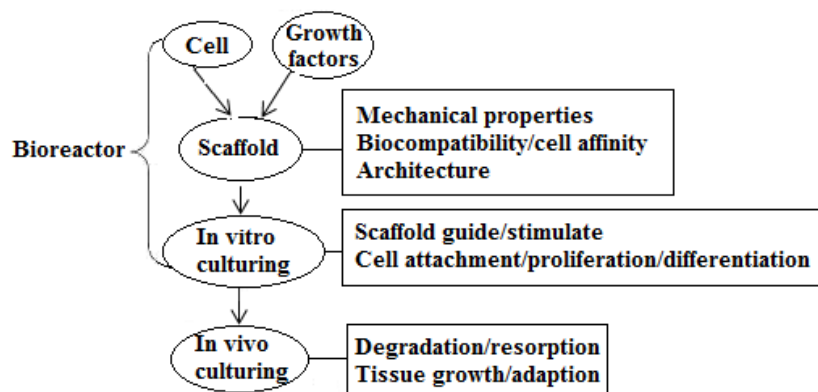 Cell
Growth
factors
Bioreactor
Scaffold
Mechanical properties
Biocompatibility/cell affinity
Architecture
In vitro
culturing
Scaffold guide/stimulate
Cell attachment/proliferation/differentiation
In vivo
culturing
Degradation/resorption
Tissue growth/adaption